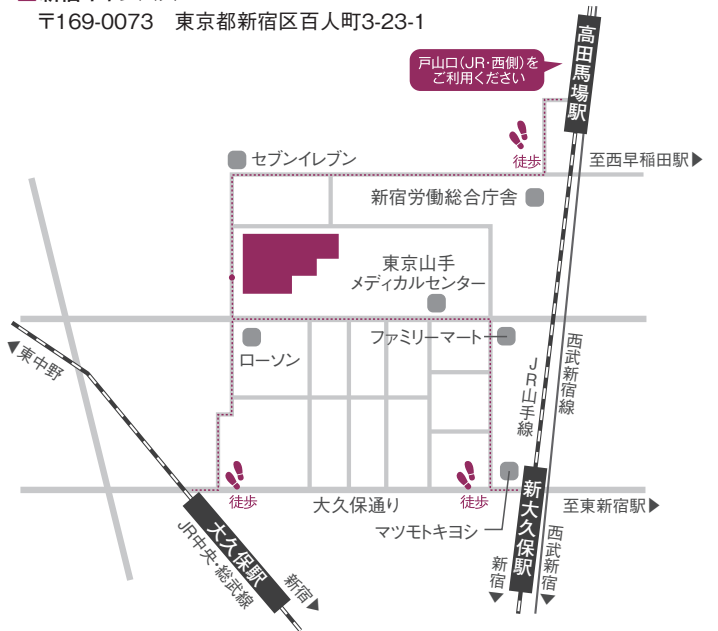 〒169-0073 東京都新宿区百人町3-23-1
戸山口(JR・西側)を
ご利用ください
高田馬場駅
徒歩
セブンイレブン
至西早稲田駅▶
新宿労働総合庁舎
東京山手
メディカルセンター
ファミリーマート
ローソン
◀東中野
JR山手線
西武新宿線
徒歩
大久保通り
徒歩
マツモトキヨシ
新大久保駅
至東新宿駅▶
大久保駅
JR中央・総武線
新宿▶
新宿▶
西武新宿▶